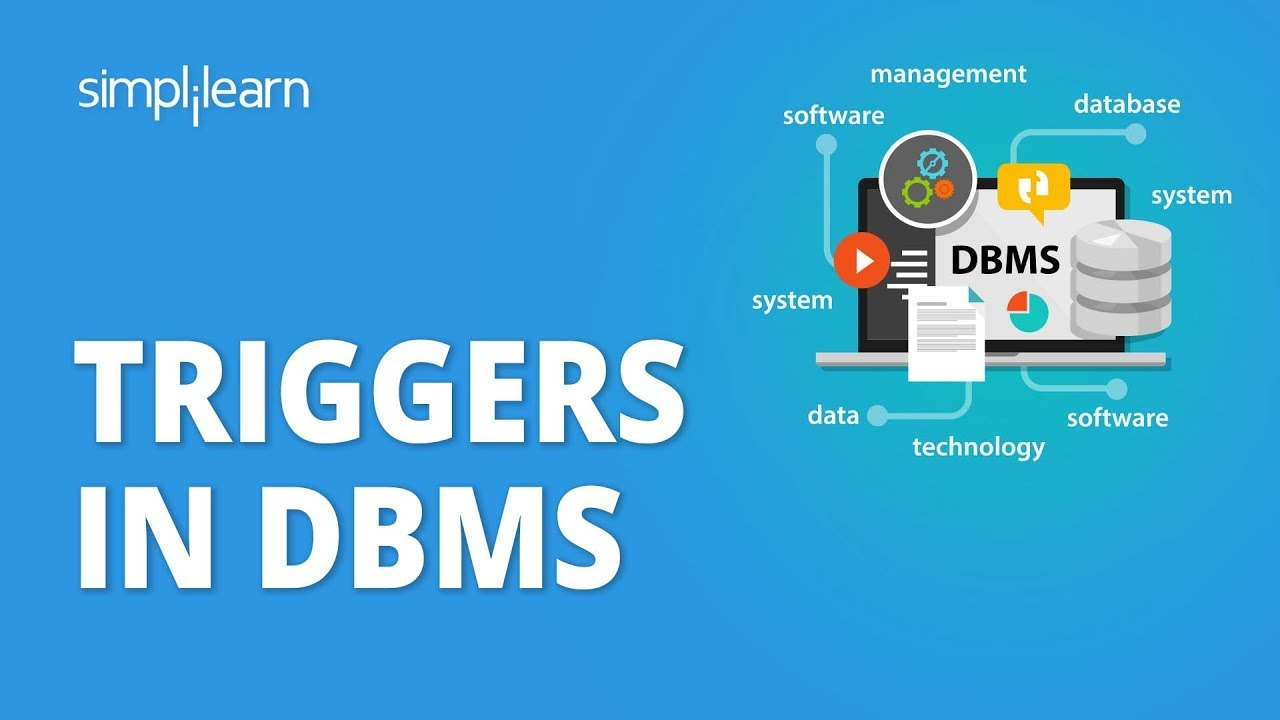 simplilearn
TRIGGERS
IN DBMS
management
software
database
system
DBMS
system
data
software
technology